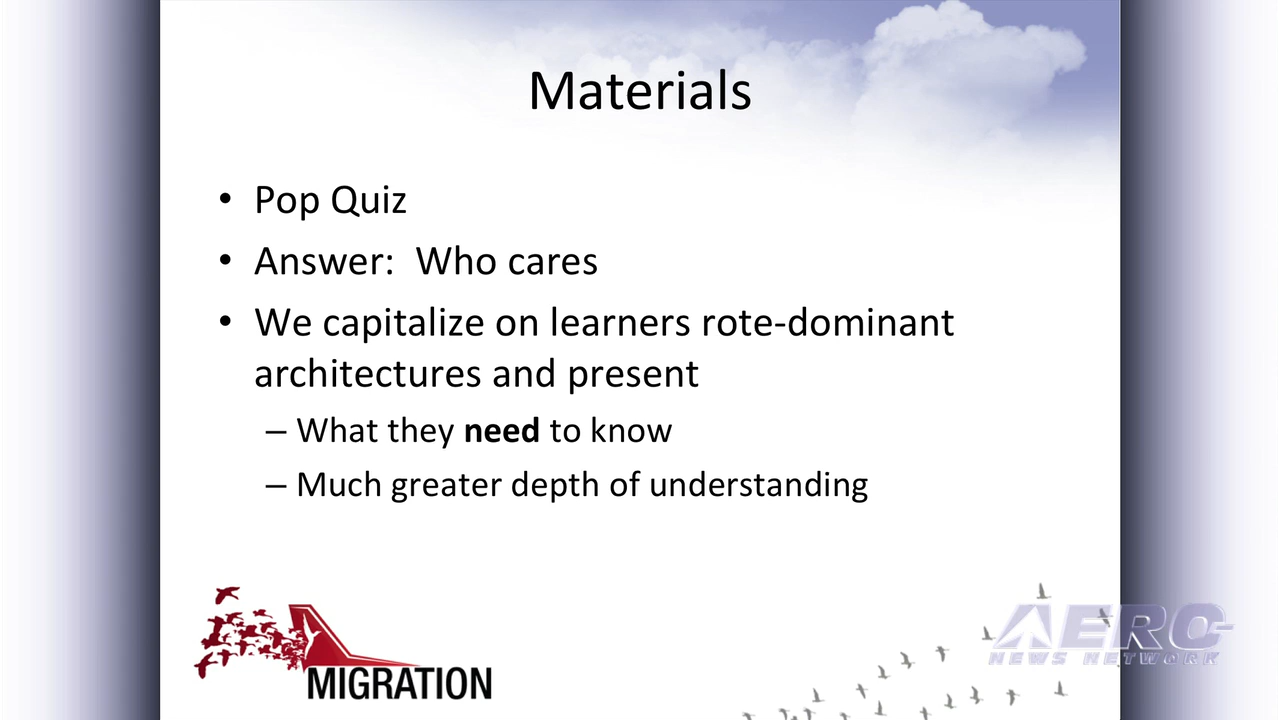 Materials
• Pop Quiz
• Answer:  Who cares
• We capitalize on learners rote-dominant
architectures and present
– What they need to know
– Much greater depth of understanding
MIGRATION
AERO
NEWS NETWORK